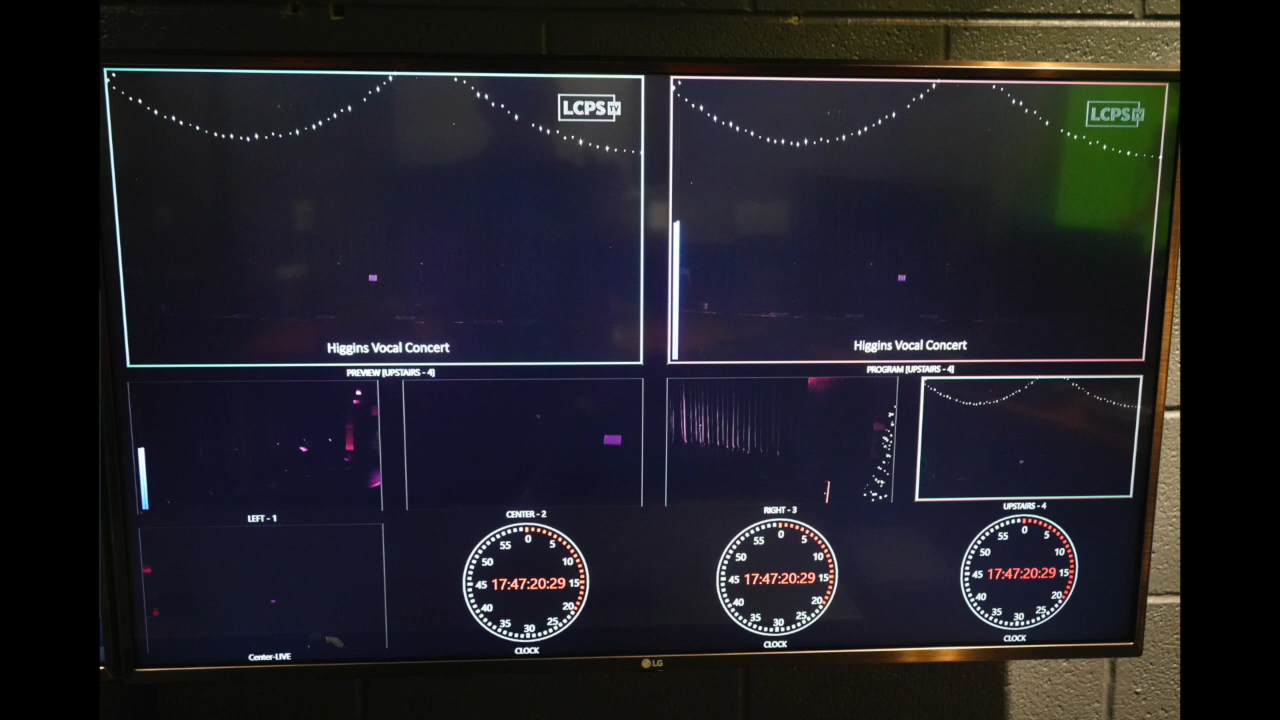 LCPS TV
LCPS TV
Higgins Vocal Concert
Higgins Vocal Concert
PREVIEW [UPSTAIRS - 4]
PROGRAM [UPSTAIRS - 4]
LEFT - 1
CENTER - 2
RIGHT - 3
UPSTAIRS - 4
0
5
10
15
20
25
30
35
40
45
50
55
17:47:20:29
CLOCK
0
5
10
15
20
25
30
35
40
45
50
55
17:47:20:29
CLOCK
0
5
10
15
20
25
30
35
40
45
50
55
17:47:20:29
CLOCK
Center-LIVE
LG